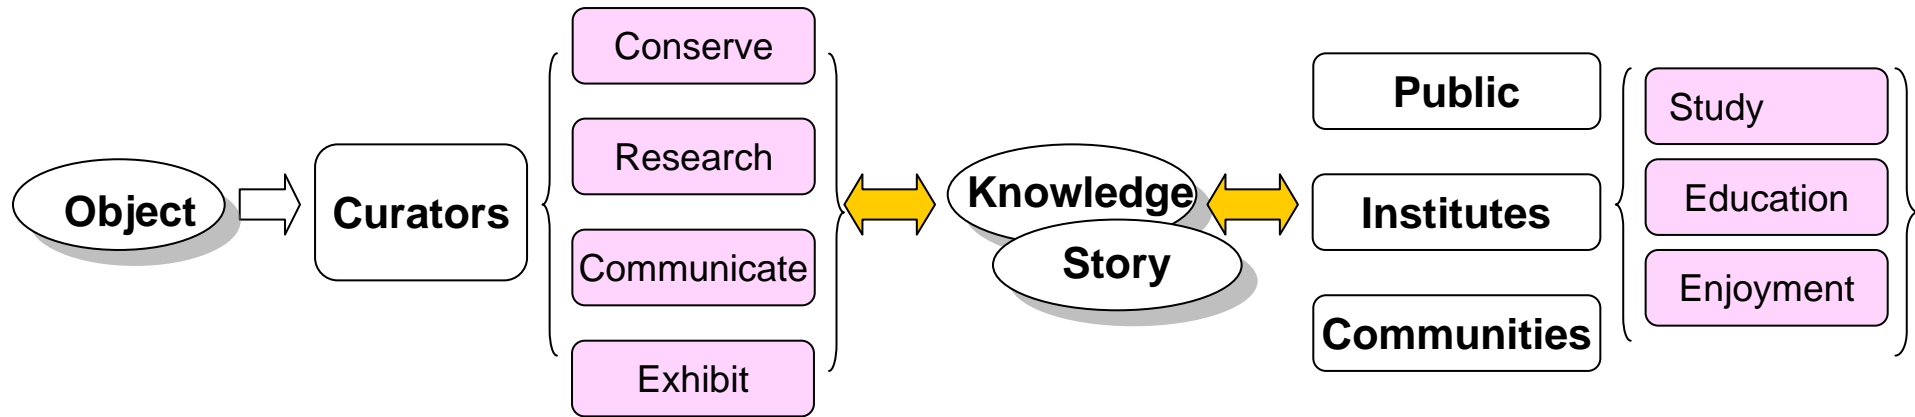 Object
Curators
Conserve
Research
Communicate
Exhibit
Knowledge
Story
Public
Institutes
Communities
Study
Education
Enjoyment